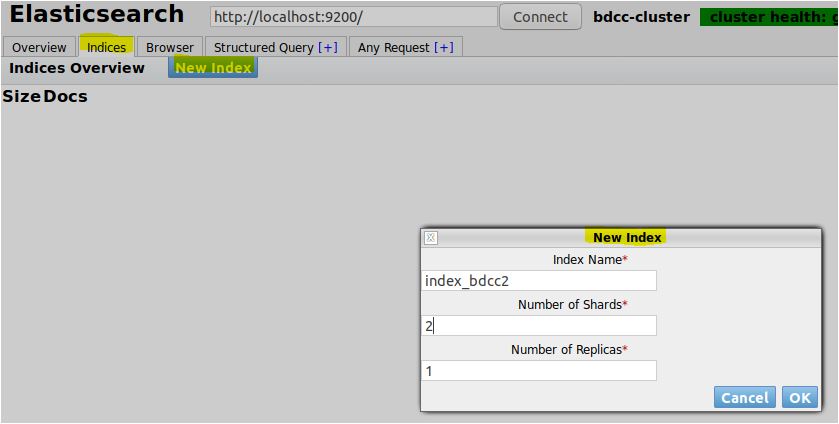 Elasticsearch http://localhost:9200/ Connect bdcc-cluster cluster health:
Overview Indices Browser Structured Query [+] Any Request [+]
Indices Overview New Index
Size Docs
New Index
Index Name*
index_bdcc2
Number of Shards*
2
Number of Replicas*
1
Cancel OK